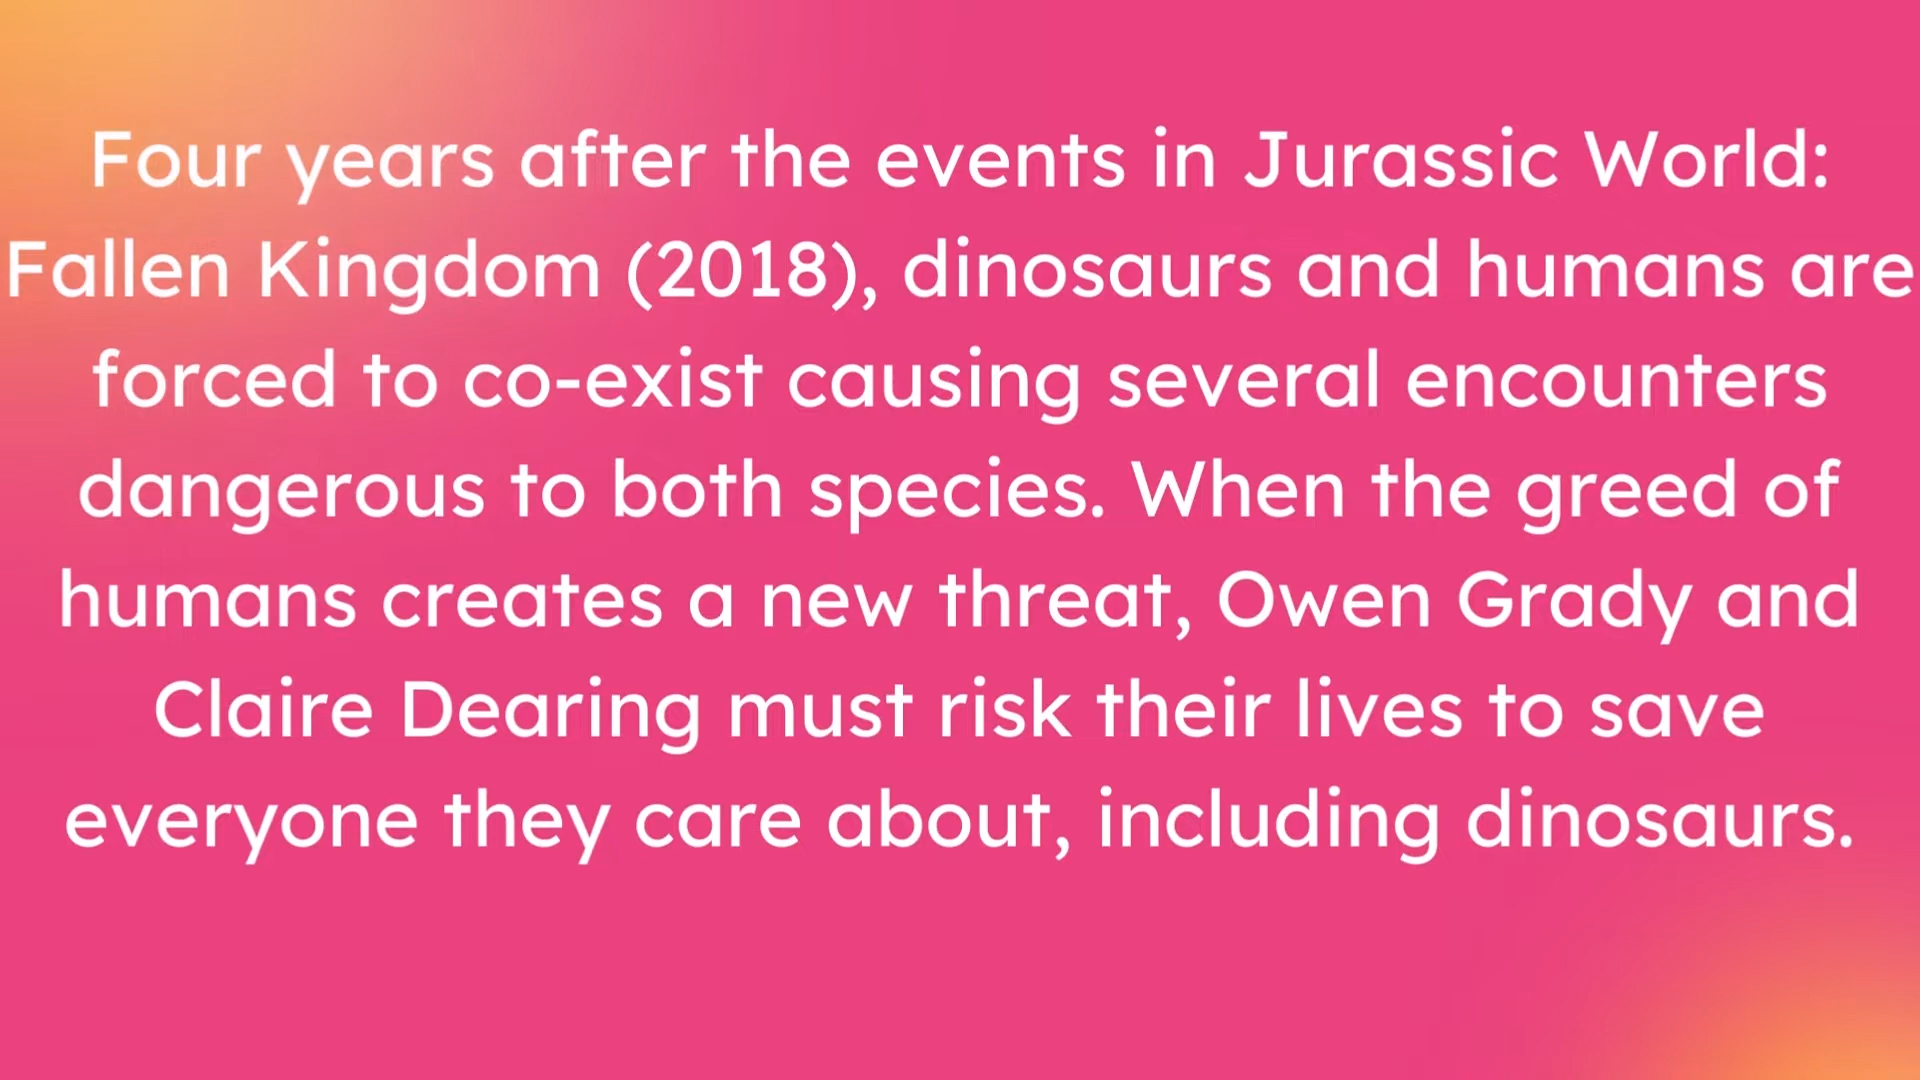 Four years after the events in Jurassic World:
Fallen Kingdom (2018), dinosaurs and humans are
forced to co-exist causing several encounters
dangerous to both species. When the greed of
humans creates a new threat, Owen Grady and
Claire Dearing must risk their lives to save
everyone they care about, including dinosaurs.